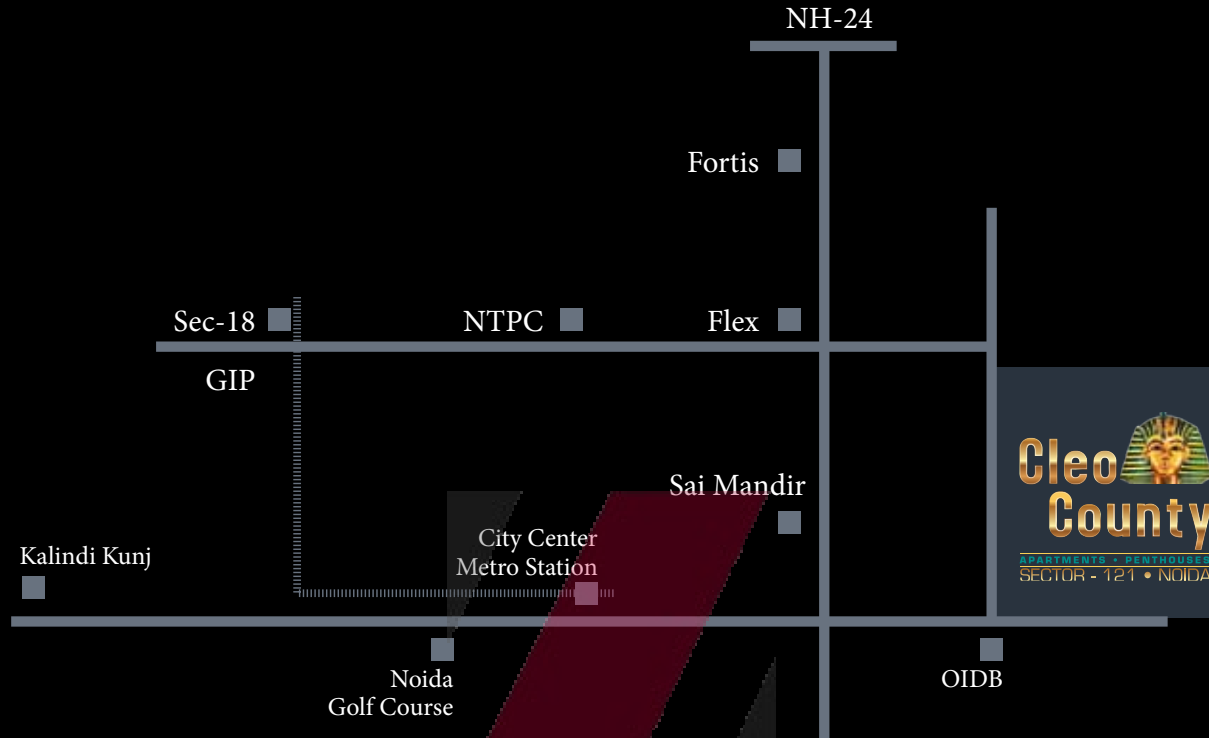 NH-24
Fortis
Sec-18
NTPC
Flex
GIP
Cleo
County
APARTMENTS • PENTHOUSES
SECTOR - 121 • NOIDA
Sai Mandir
City Center
Metro Station
Kalindi Kunj
Noida
Golf Course
OIDB